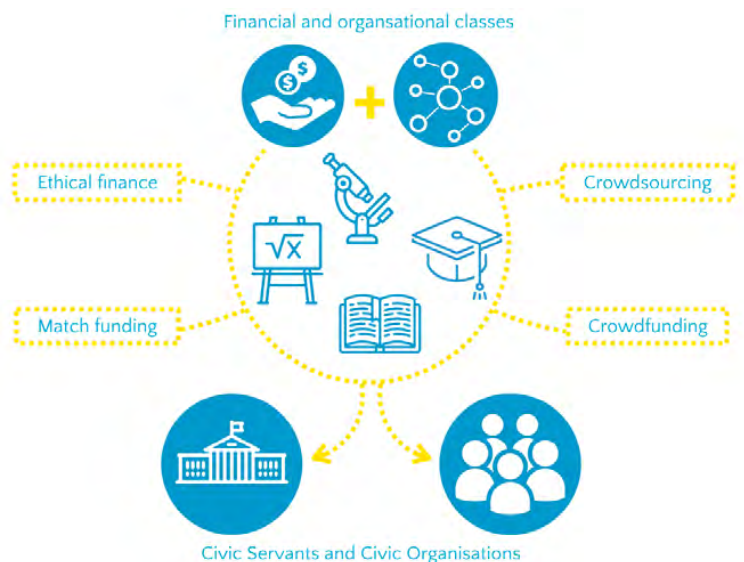 Financial and organsational classes
$
$
Ethical finance
Crowdsourcing
√x
Match funding
Crowdfunding
Civic Servants and Civic Organisations